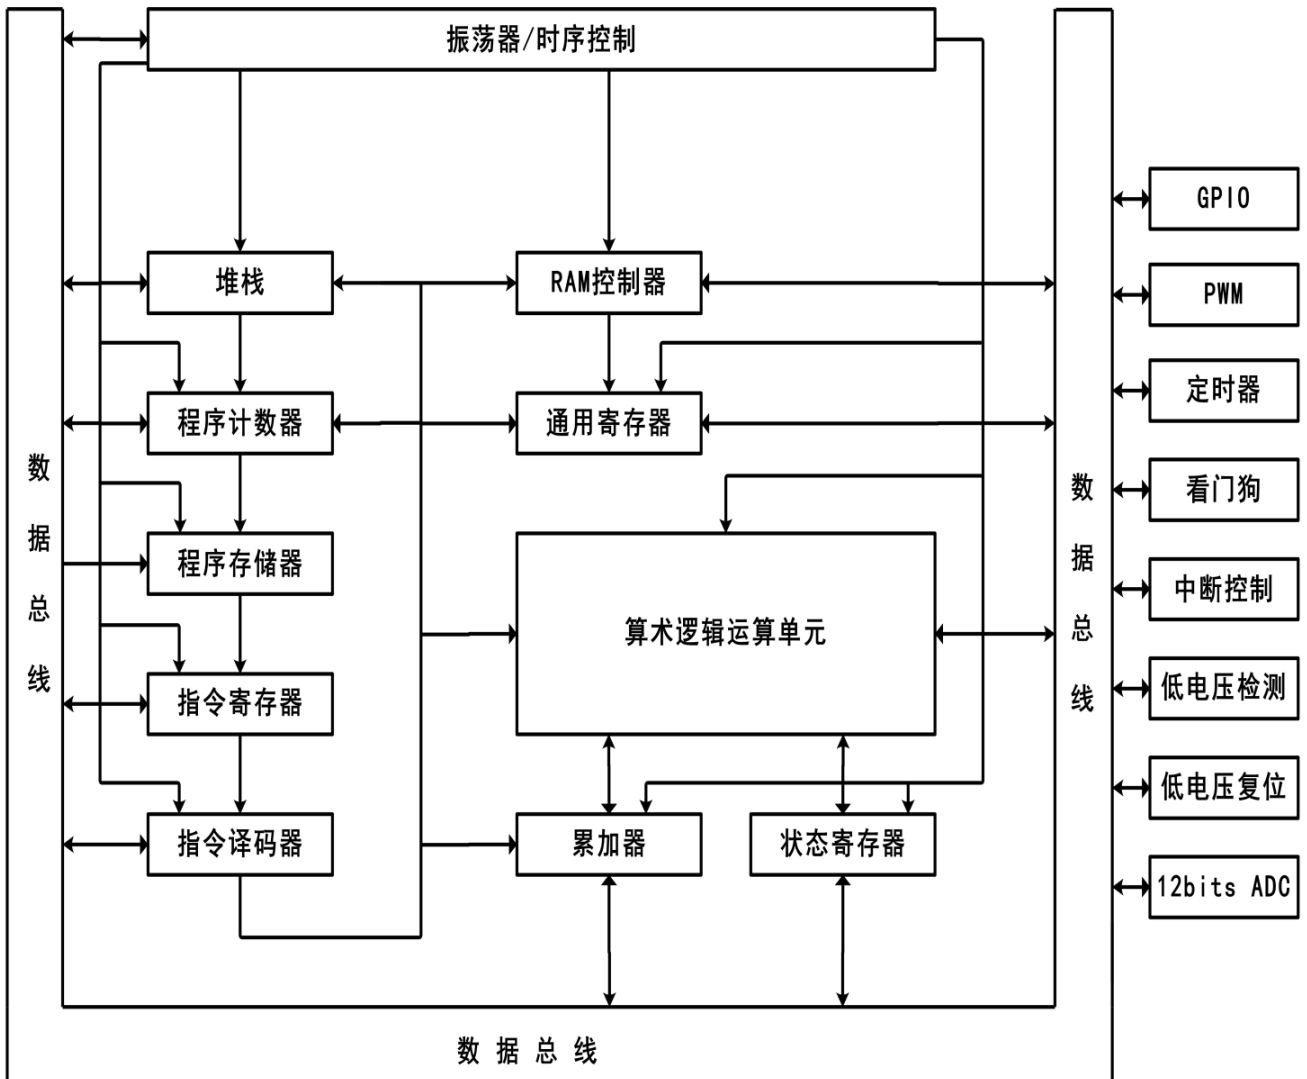 振荡器/时序控制
堆栈
RAM控制器
程序计数器
通用寄存器
程序存储器
算术逻辑运算单元
指令寄存器
指令译码器
累加器
状态寄存器
数据总线
数据总线
数据总线
GPIO
PWM
定时器
看门狗
中断控制
低电压检测
低电压复位
12bits ADC